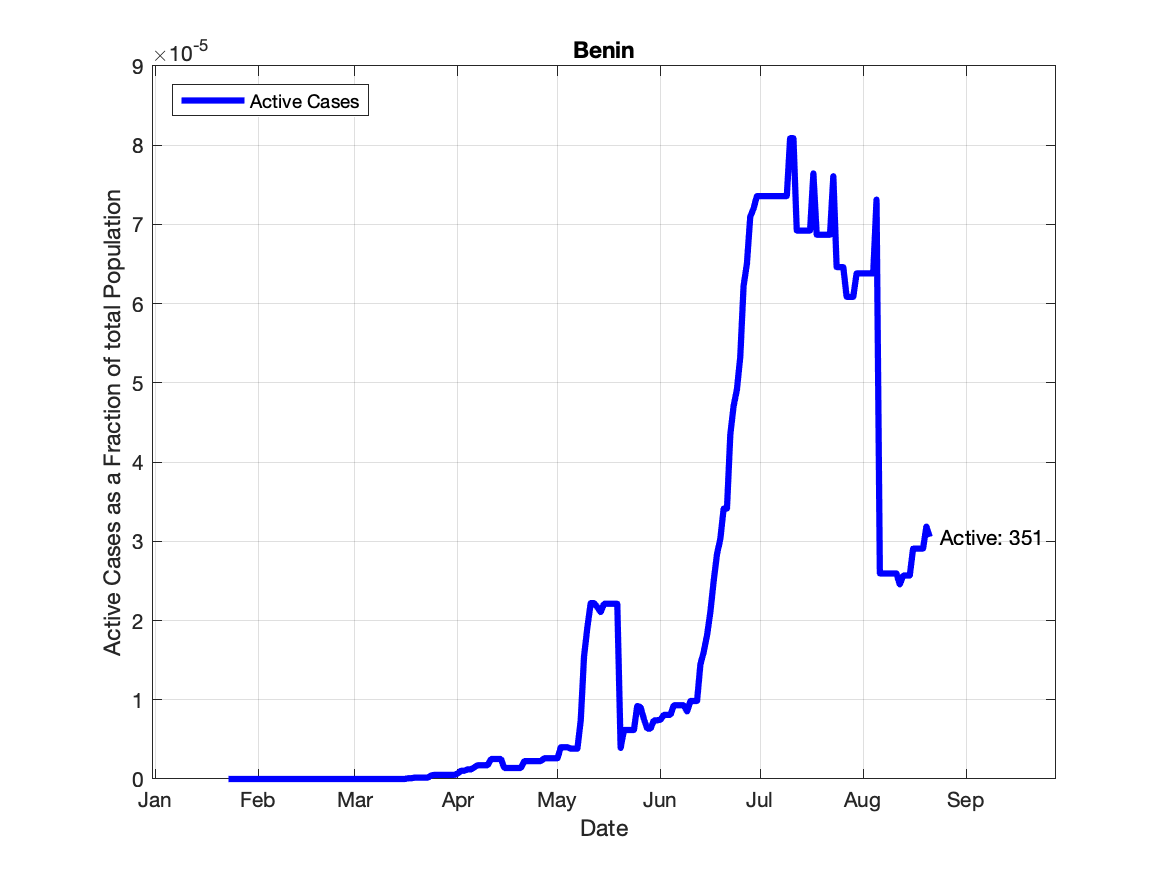 Benin
×10-5
Active Cases
9
8
7
6
5
4
3
2
1
0
Active Cases as a Fraction of total Population
Active: 351
Jan Feb Mar Apr May Jun Jul Aug Sep
Date